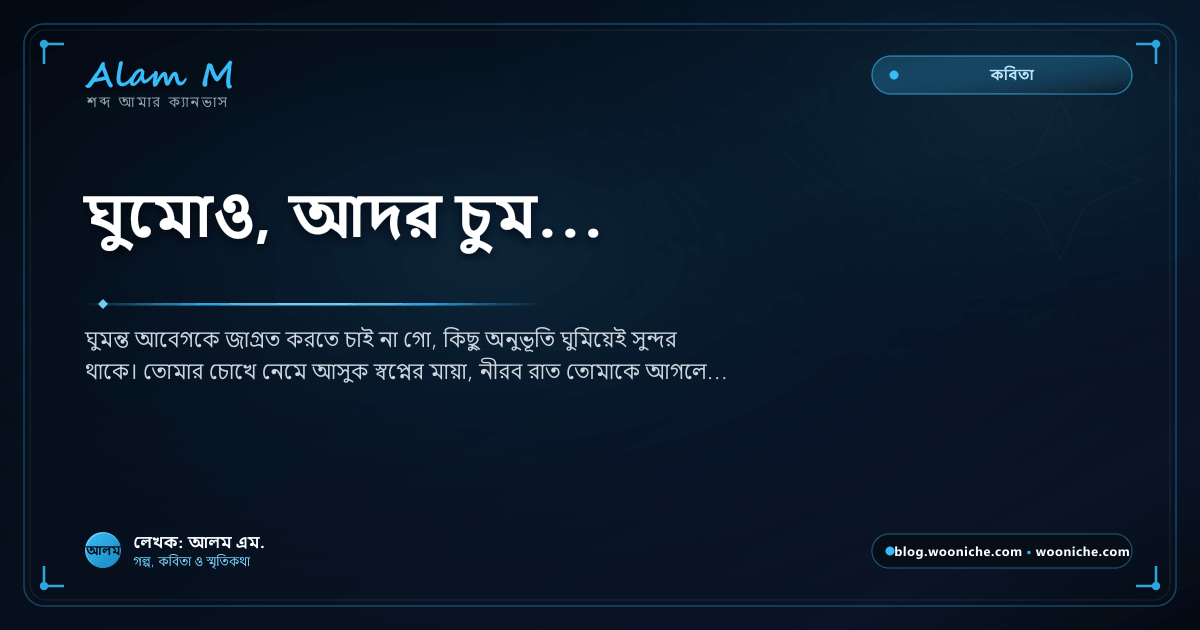 Alam M
শব্দ আমার ক্যানভাস
কবিতা
ঘুমোও, আদর চুম...
ঘুমন্ত আবেগকে জাগ্রত করতে চাই না গো, কিছু অনুভূতি ঘুমিয়েই সুন্দর
থাকে। তোমার চোখে নেমে আসুক স্বপ্নের মায়া, নীরব রাত তোমাকে আগলে...
আলম
লেখক: আলম এম.
গল্প, কবিতা ও স্মৃতিকথা
blog.wooniche.com • wooniche.com